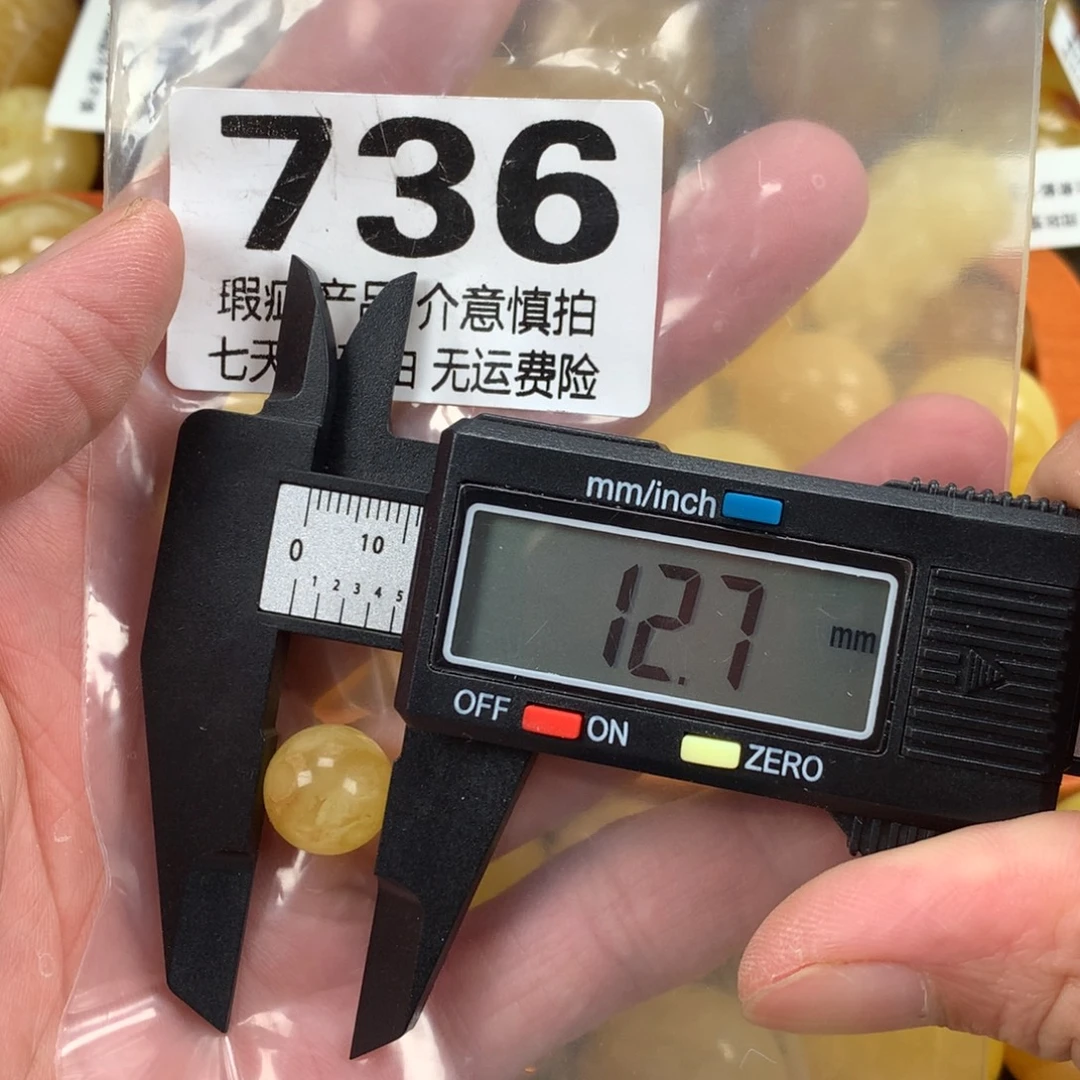 736
瑕 产品 介意慎拍
七天 无运费险
mm/inch
0 10
1 2 3 4 5
12.7 mm
OFF ON ZERO